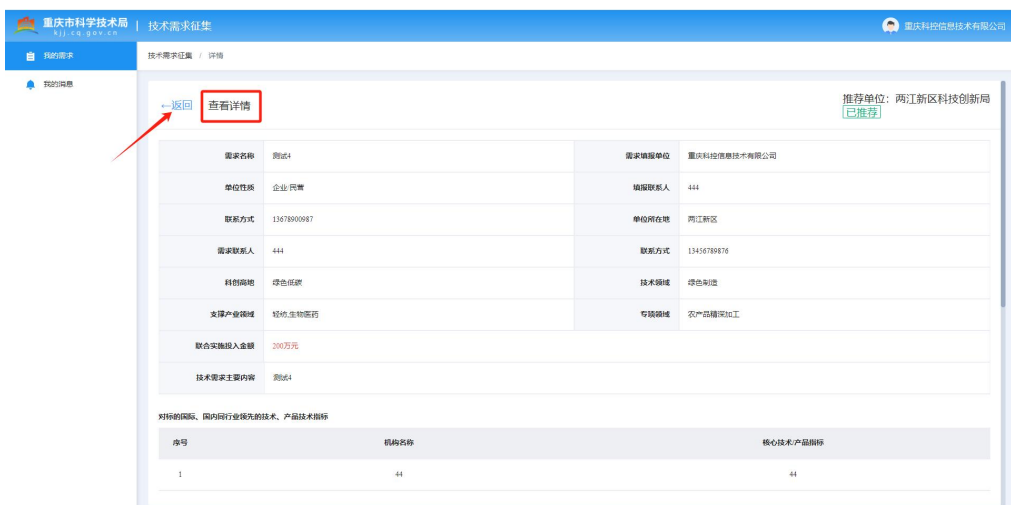 重庆市科学技术局 | 技术需求征集
kjj.cq.gov.cn
重庆科控信息技术有限公司
我的需求
我的消息
技术需求征集 / 详情
←返回 查看详情
推荐单位：两江新区科技创新局
已推荐
需求名称 测试4 需求填报单位 重庆科控信息技术有限公司
单位性质 企业/民营 填报联系人 444
联系方式 13678900987 单位所在地 两江新区
需求联系人 444 联系方式 13456789876
科创高地 绿色低碳 技术领域 绿色制造
支撑产业领域 轻纺,生物医药 专项领域 农产品精深加工
联合实施投入金额 200万元
技术需求主要内容 测试4
对标的国际、国内同行业领先的技术、产品技术指标
序号 机构名称 核心技术/产品指标
1 44 44